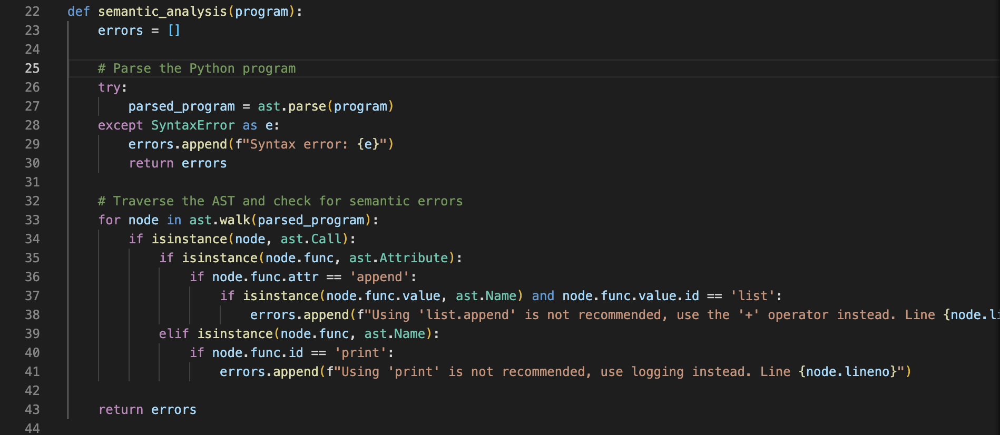 22 def semantic_analysis(program):
23     errors = []
24
25     # Parse the Python program
26     try:
27         parsed_program = ast.parse(program)
28     except SyntaxError as e:
29         errors.append(f"Syntax error: {e}")
30         return errors
31
32     # Traverse the AST and check for semantic errors
33     for node in ast.walk(parsed_program):
34         if isinstance(node, ast.Call):
35             if isinstance(node.func, ast.Attribute):
36                 if node.func.attr == 'append':
37                     if isinstance(node.func.value, ast.Name) and node.func.value.id == 'list':
38                         errors.append(f"Using 'list.append' is not recommended, use the '+' operator instead. Line {node.li
39             elif isinstance(node.func, ast.Name):
40                 if node.func.id == 'print':
41                     errors.append(f"Using 'print' is not recommended, use logging instead. Line {node.lineno}")
42
43     return errors
44